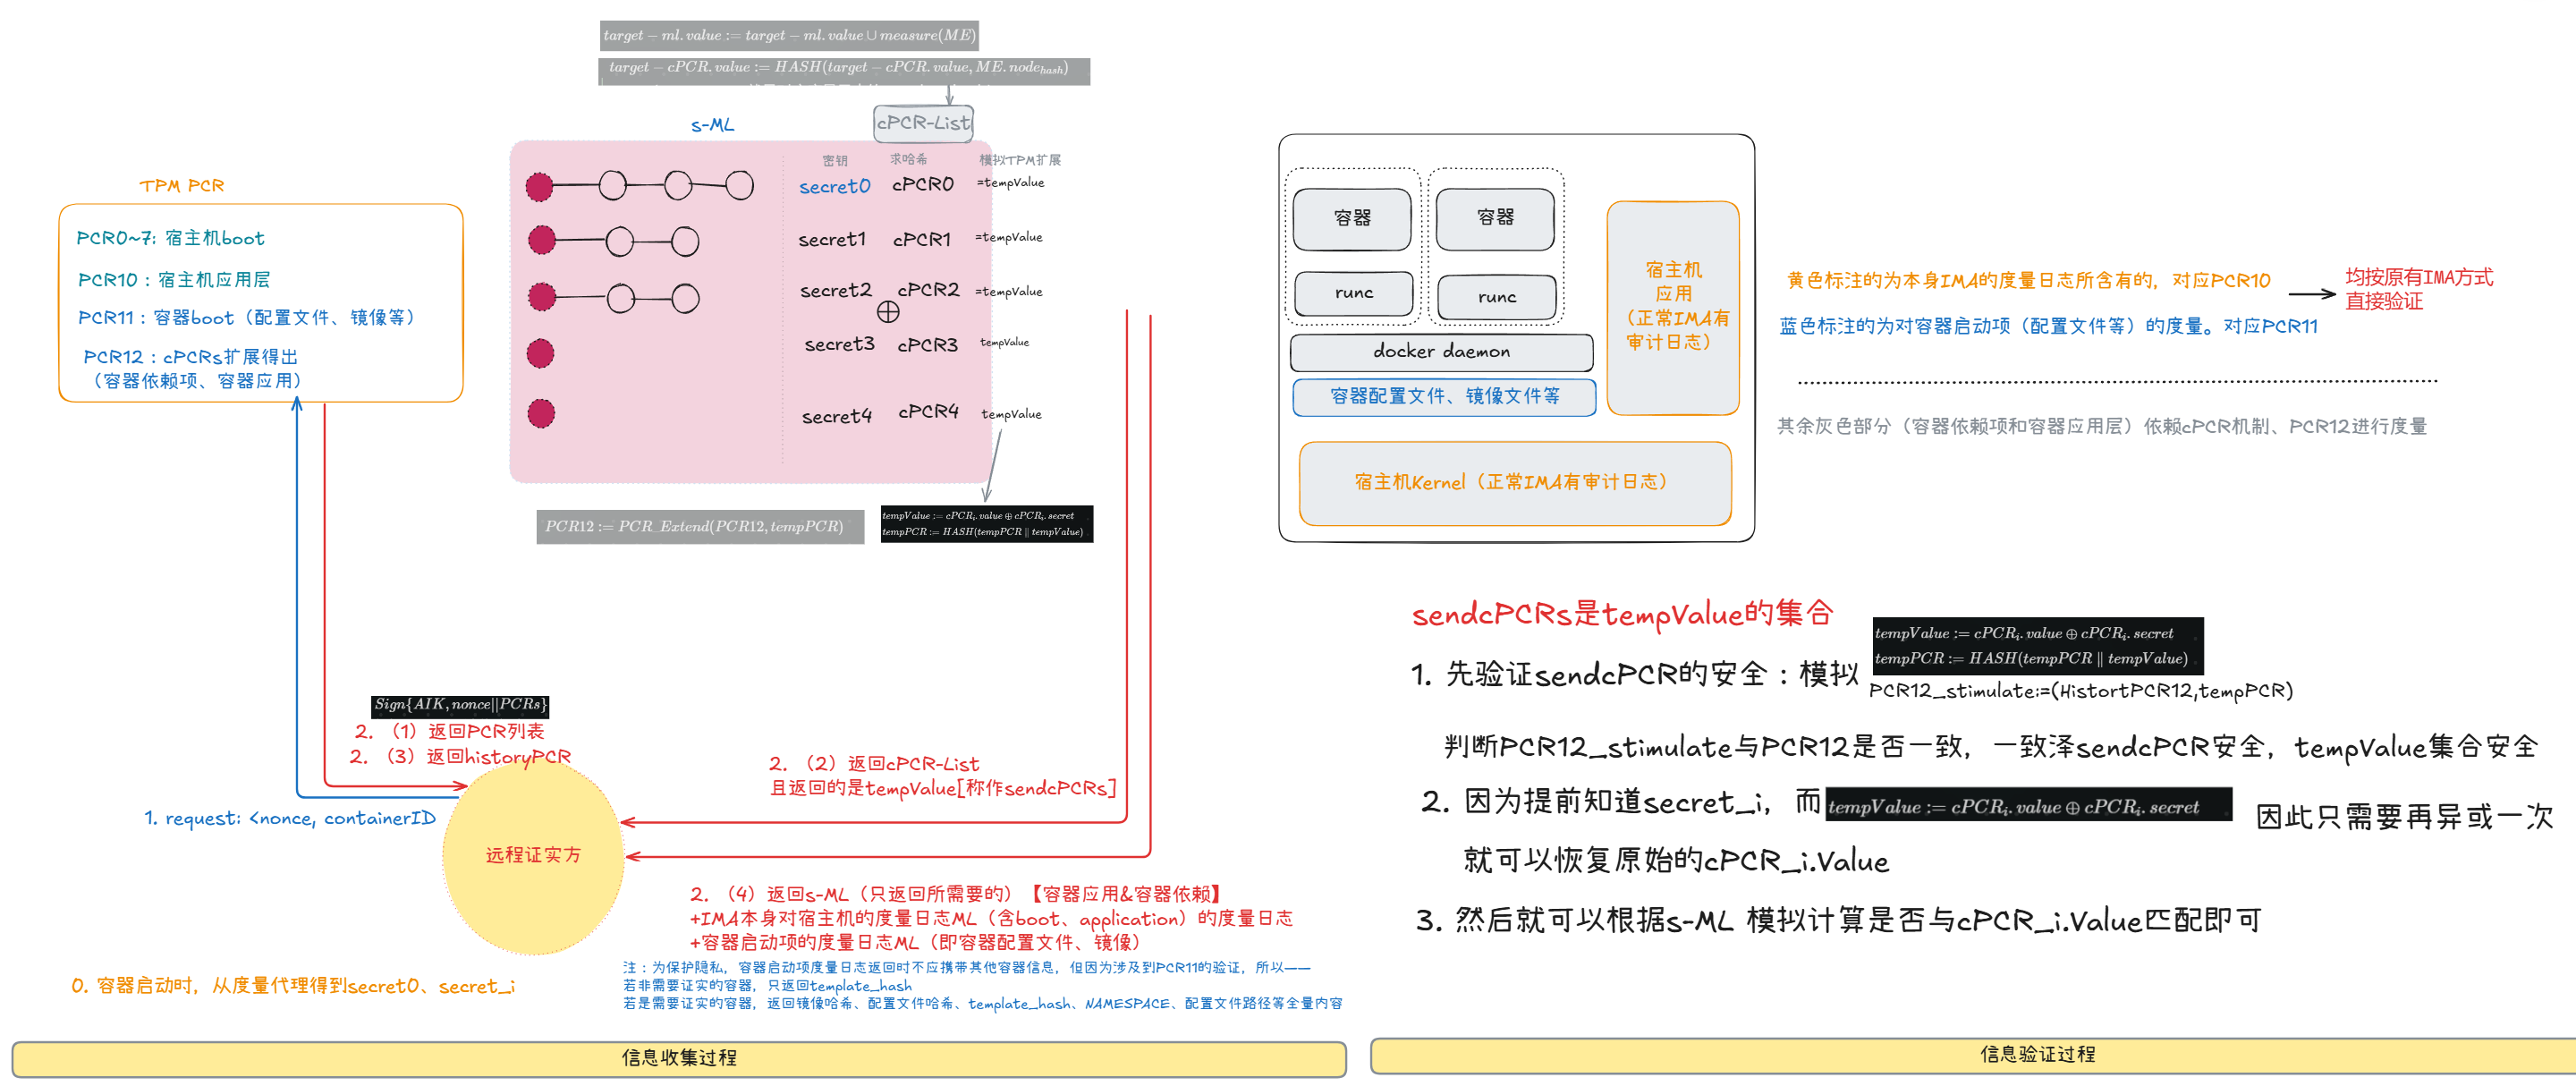 target − ml.value := target − ml.value ∪ measure(ME)
target − cPCR.value := HASH(target − cPCR.value, ME.node_hash)
cPCR-List
s-ML
密钥
求哈希
模拟TPM扩展
secret0 cPCR0 =tempValue
secret1 cPCR1 =tempValue
secret2 cPCR2 =tempValue
⊕
secret3 cPCR3 tempValue
secret4 cPCR4 tempValue
PCR12 := PCR_Extend(PCR12, tempPCR)
tempValue := cPCR_i.value ⊕ cPCR_i.secret
tempPCR := HASH(tempPCR ∥ tempValue)
TPM PCR
PCR0~7: 宿主机boot
PCR10：宿主机应用层
PCR11：容器boot（配置文件、镜像等）
PCR12：cPCRs扩展得出
（容器依赖项、容器应用）
Sign{AIK, nonce||PCRs}
2. （1）返回PCR列表
2. （3）返回historyPCR
1. request: <nonce, containerID
远程证实方
2. （2）返回cPCR-List
且返回的是tempValue[称作sendcPCRs]
2. （4）返回s-ML（只返回所需要的）【容器应用&容器依赖】
+IMA本身对宿主机的度量日志ML（含boot、application）的度量日志
+容器启动项的度量日志ML（即容器配置文件、镜像）
注：为保护隐私，容器启动项度量日志返回时不应携带其他容器信息，但因为涉及到PCR11的验证，所以——
若非需要证实的容器，只返回template_hash
若是需要证实的容器，返回镜像哈希、配置文件哈希、template_hash、NAMESPACE、配置文件路径等全量内容
0. 容器启动时，从度量代理得到secret0、secret_i
信息收集过程
容器
容器
runc
runc
docker daemon
容器配置文件、镜像文件等
宿主机
应用
（正常IMA有
审计日志）
宿主机Kernel（正常IMA有审计日志）
黄色标注的为本身IMA的度量日志所含有的，对应PCR10
蓝色标注的为对容器启动项（配置文件等）的度量。对应PCR11
均按原有IMA方式
直接验证
其余灰色部分（容器依赖项和容器应用层）依赖cPCR机制、PCR12进行度量
sendcPCRs是tempValue的集合
1. 先验证sendcPCR的安全：模拟
tempValue := cPCR_i.value ⊕ cPCR_i.secret
tempPCR := HASH(tempPCR ∥ tempValue)
PCR12_stimulate:=(HistortPCR12,tempPCR)
判断PCR12_stimulate与PCR12是否一致，一致泽sendcPCR安全，tempValue集合安全
2. 因为提前知道secret_i，而 tempValue := cPCR_i.value ⊕ cPCR_i.secret 因此只需要再异或一次
就可以恢复原始的cPCR_i.Value
3. 然后就可以根据s-ML 模拟计算是否与cPCR_i.Value匹配即可
信息验证过程